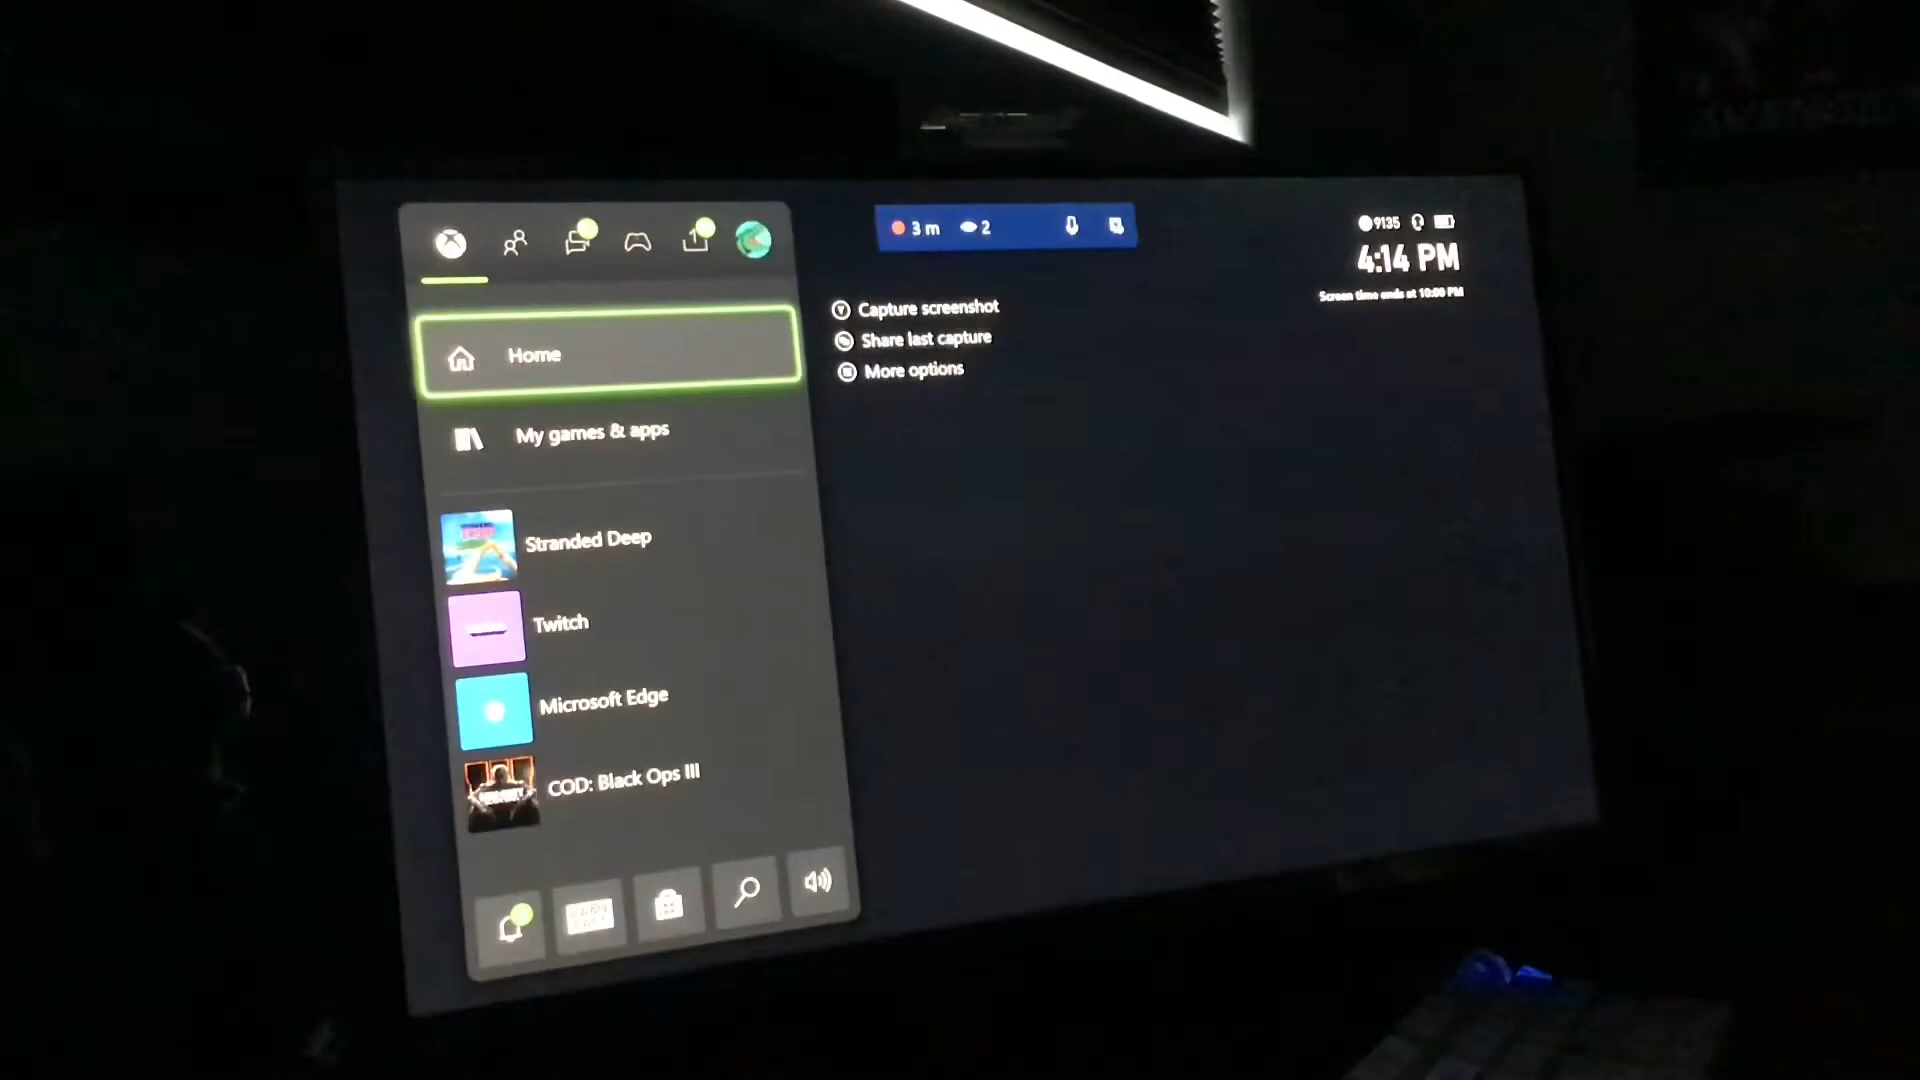 3 m 2
9135
4:14 PM
Screen time ends at 10:00 PM
Capture screenshot
Share last capture
More options
Home
My games & apps
Stranded Deep
Twitch
Microsoft Edge
COD: Black Ops III